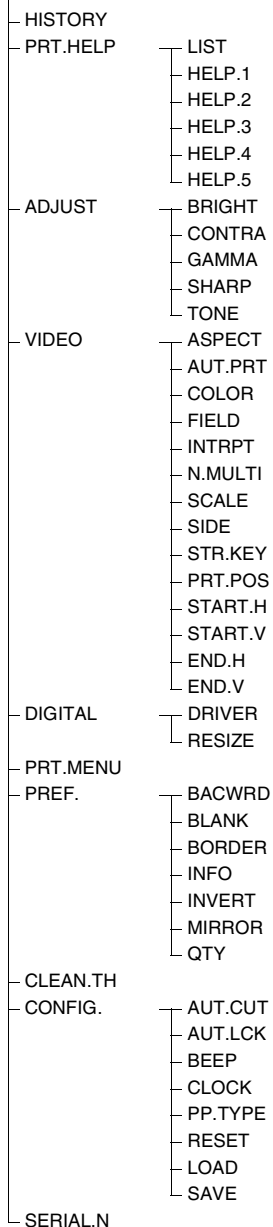 HISTORY
PRT.HELP LIST
HELP.1
HELP.2
HELP.3
HELP.4
HELP.5
ADJUST BRIGHT
CONTRA
GAMMA
SHARP
TONE
VIDEO ASPECT
AUT.PRT
COLOR
FIELD
INTRPT
N.MULTI
SCALE
SIDE
STR.KEY
PRT.POS
START.H
START.V
END.H
END.V
DIGITAL DRIVER
RESIZE
PRT.MENU
PREF. BACWRD
BLANK
BORDER
INFO
INVERT
MIRROR
QTY
CLEAN.TH
CONFIG. AUT.CUT
AUT.LCK
BEEP
CLOCK
PP.TYPE
RESET
LOAD
SAVE
SERIAL.N